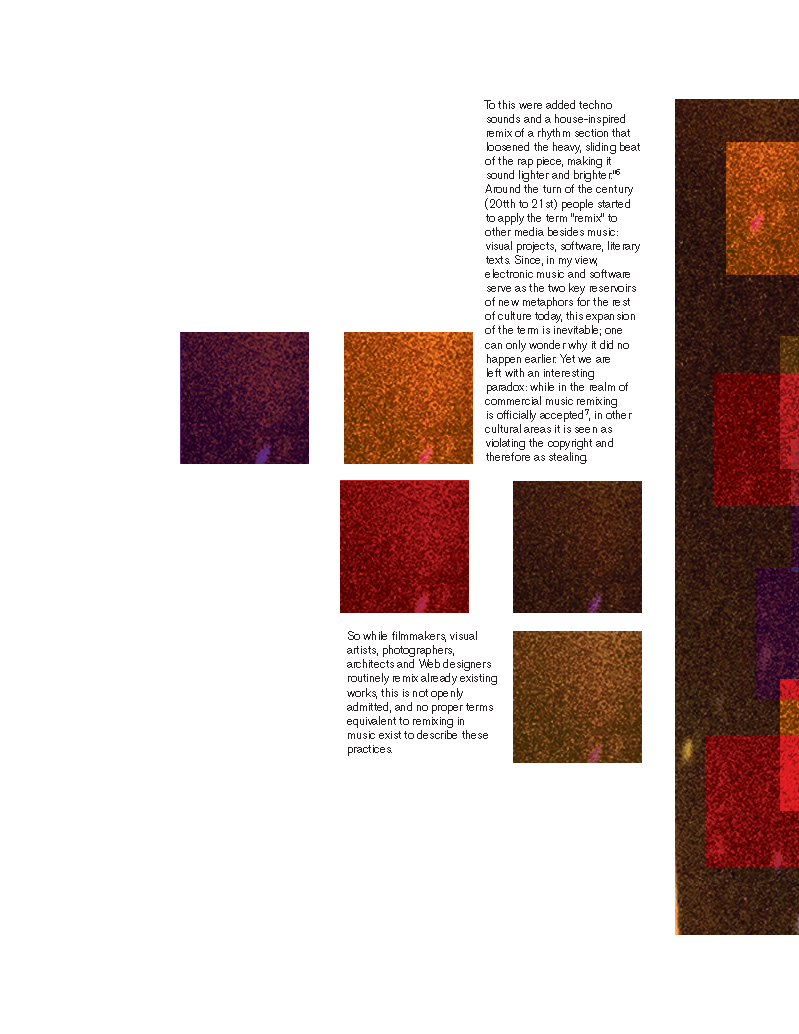 To this were added techno
sounds and a house-inspired
remix of a rhythm section that
loosened the heavy, sliding beat
of the rap piece, making it
sound lighter and brighter."6
Around the turn of the century
(20tth to 21st) people started
to apply the term "remix" to
other media besides music:
visual projects, software, literary
texts. Since, in my view,
electronic music and software
serve as the two key reservoirs
of new metaphors for the rest
of culture today, this expansion
of the term is inevitable; one
can only wonder why it did no
happen earlier. Yet we are
left with an interesting
paradox: while in the realm of
commercial music remixing
is officially accepted7, in other
cultural areas it is seen as
violating the copyright and
therefore as stealing.
So while filmmakers, visual
artists, photographers,
architects and Web designers
routinely remix already existing
works, this is not openly
admitted, and no proper terms
equivalent to remixing in
music exist to describe these
practices.